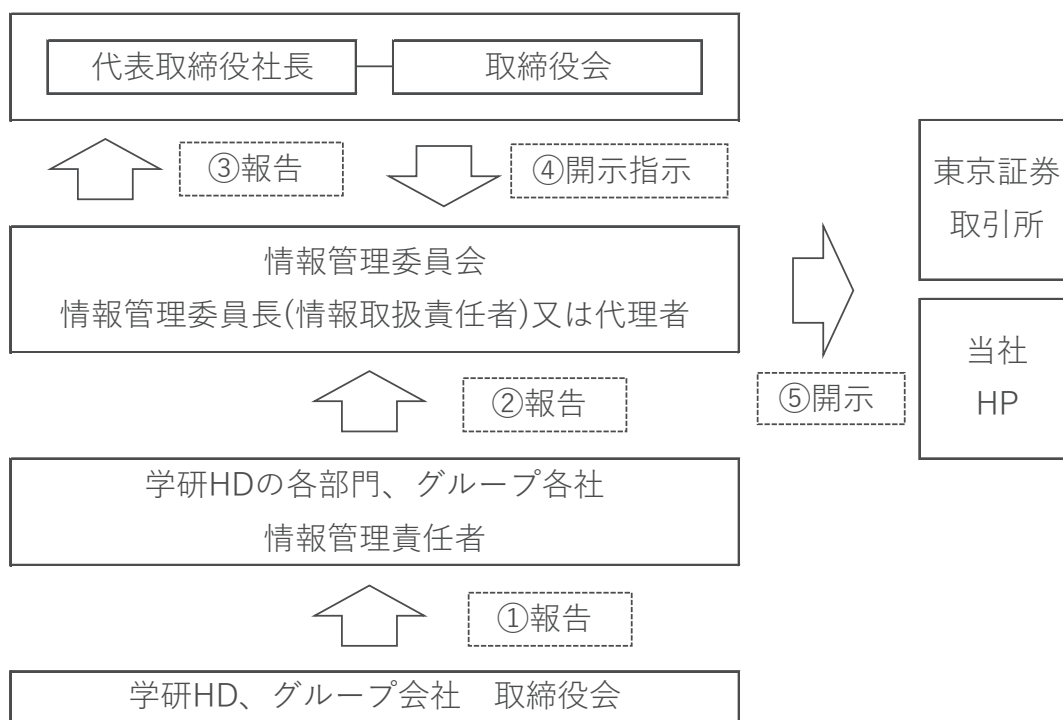 代表取締役社長
取締役会
③報告
④開示指示
東京証券
取引所
情報管理委員会
情報管理委員長(情報取扱責任者)又は代理者
当社
HP
②報告
⑤開示
学研HDの各部門、グループ各社
情報管理責任者
①報告
学研HD、グループ会社　取締役会